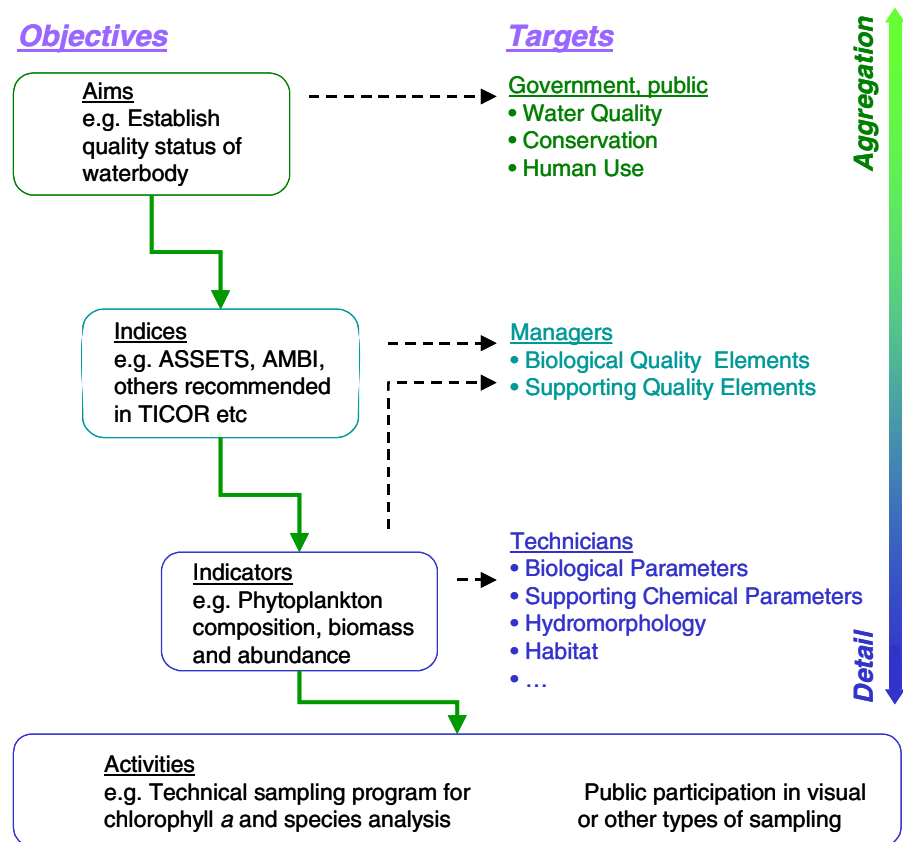 Objectives
Targets
Aggregation
Aims
e.g. Establish
quality status of
waterbody
Government, public
• Water Quality
• Conservation
• Human Use
Indices
e.g. ASSETS, AMBI,
others recommended
in TICOR etc
Managers
• Biological Quality Elements
• Supporting Quality Elements
Indicators
e.g. Phytoplankton
composition, biomass
and abundance
Technicians
• Biological Parameters
• Supporting Chemical Parameters
• Hydromorphology
• Habitat
• ...
Detail
Activities
e.g. Technical sampling program for
chlorophyll a and species analysis
Public participation in visual
or other types of sampling